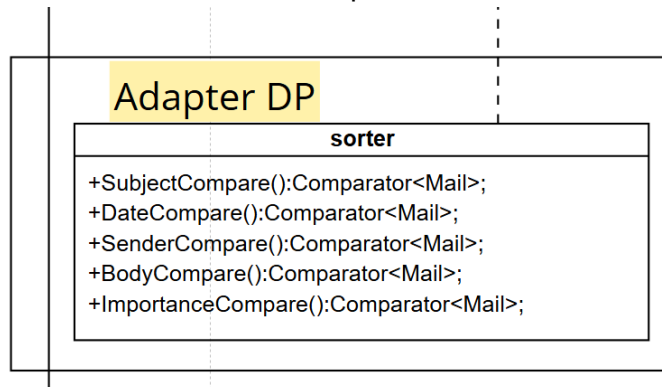 Adapter DP
sorter
+SubjectCompare():Comparator<Mail>;
+DateCompare():Comparator<Mail>;
+SenderCompare():Comparator<Mail>;
+BodyCompare():Comparator<Mail>;
+ImportanceCompare():Comparator<Mail>;